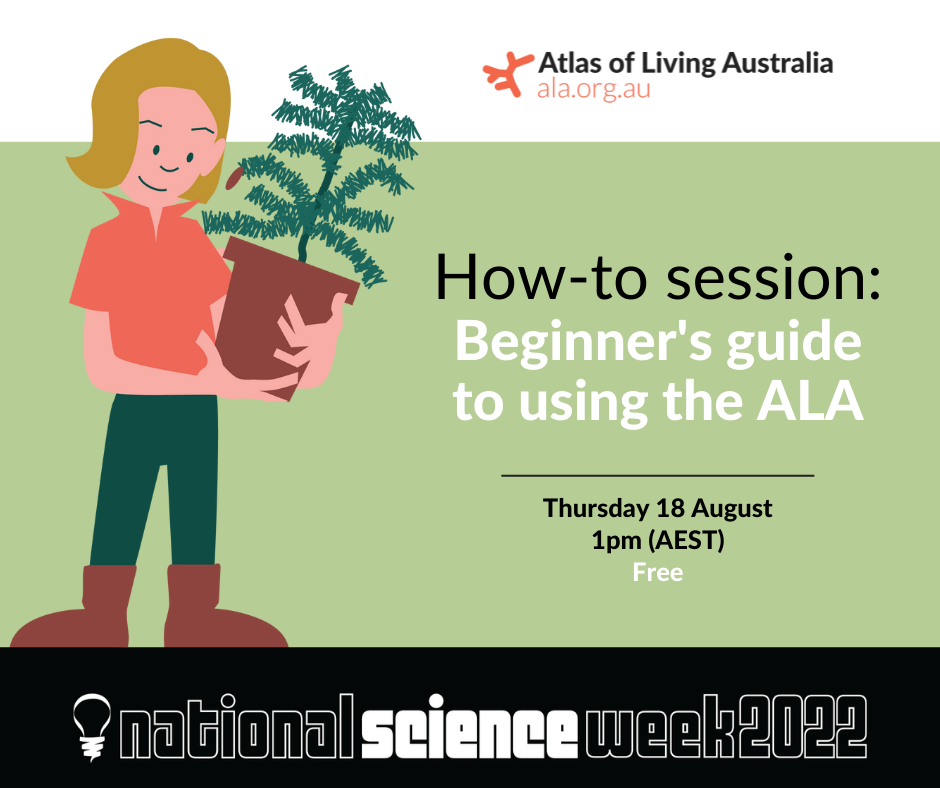 Atlas of Living Australia
ala.org.au
How-to session:
Beginner's guide
to using the ALA
Thursday 18 August
1pm (AEST)
Free
national science week2022